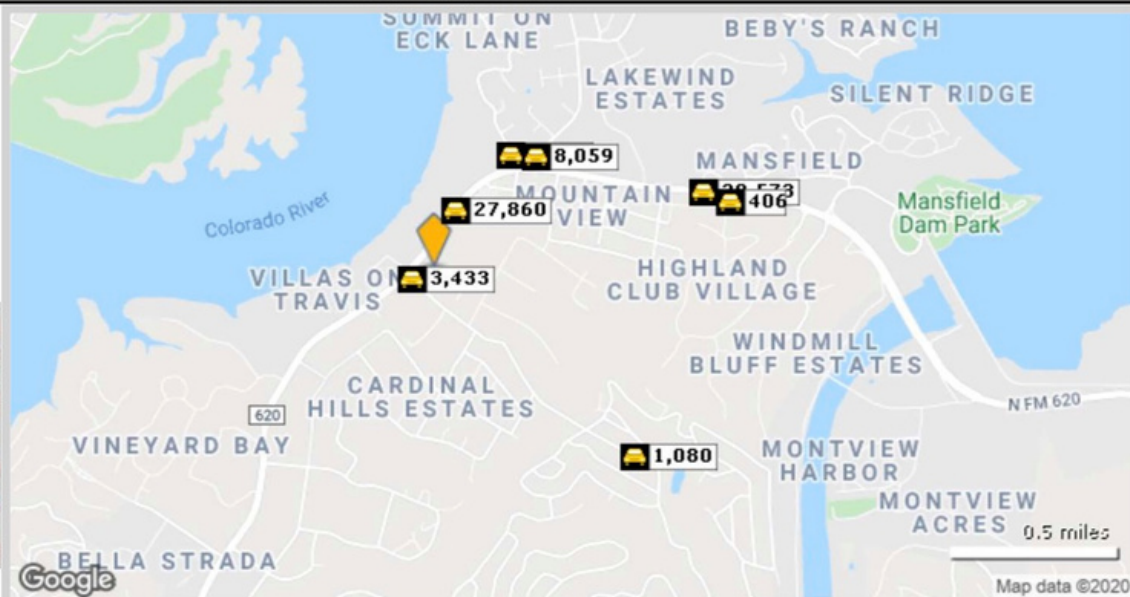 SUMMIT ON
ECK LANE
BEBY'S RANCH
LAKEWIND
ESTATES
SILENT RIDGE
8,059
MANSFIELD
406
Mansfield
Dam Park
MOUNTAIN
VIEW
27,860
Colorado River
VILLAS ON
TRAVIS
3,433
HIGHLAND
CLUB VILLAGE
WINDMILL
BLUFF ESTATES
CARDINAL
HILLS ESTATES
620
N FM 620
VINEYARD BAY
1,080
MONTVIEW
HARBOR
MONTVIEW
ACRES
0.5 miles
BELLA STRADA
Google
Map data ©2020